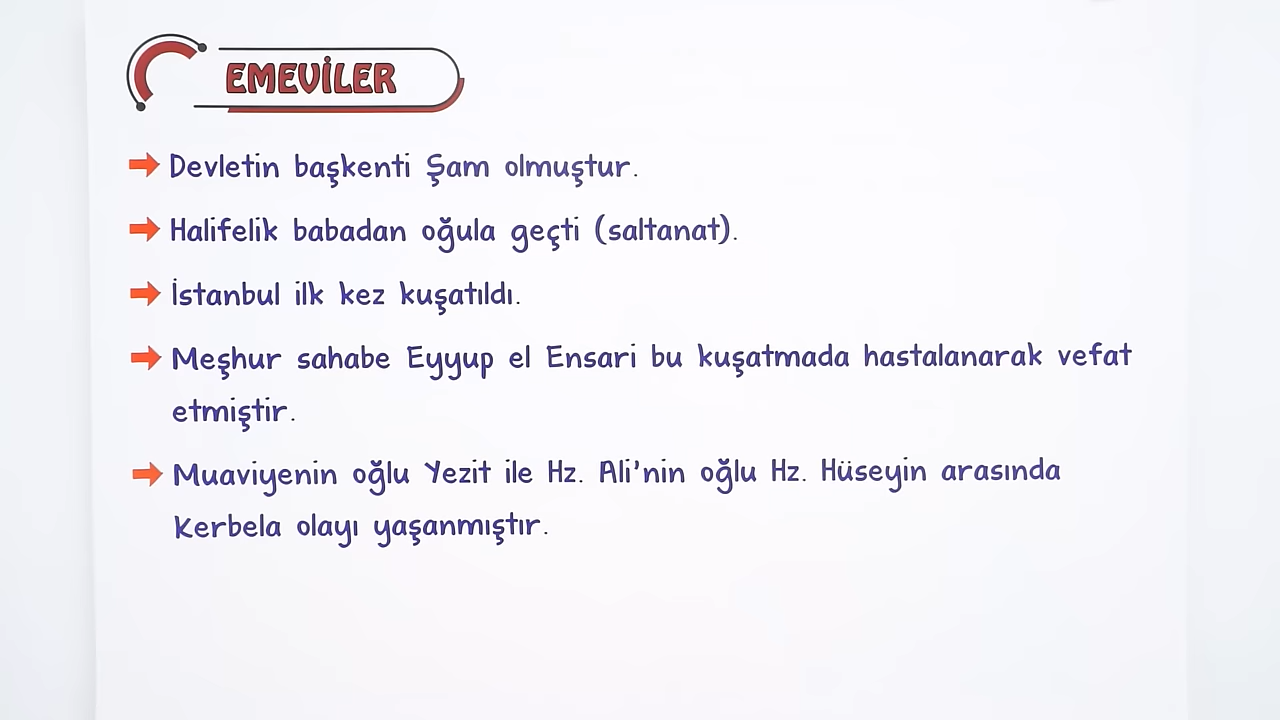 EMEVİLER
Devletin başkenti Şam olmuştur.
Halifelik babadan oğula geçti (saltanat).
İstanbul ilk kez kuşatıldı.
Meşhur sahabe Eyyup el Ensari bu kuşatmada hastalanarak vefat
etmiştir.
Muaviyenin oğlu Yezit ile Hz. Ali'nin oğlu Hz. Hüseyin arasında
Kerbela olayı yaşanmıştır.